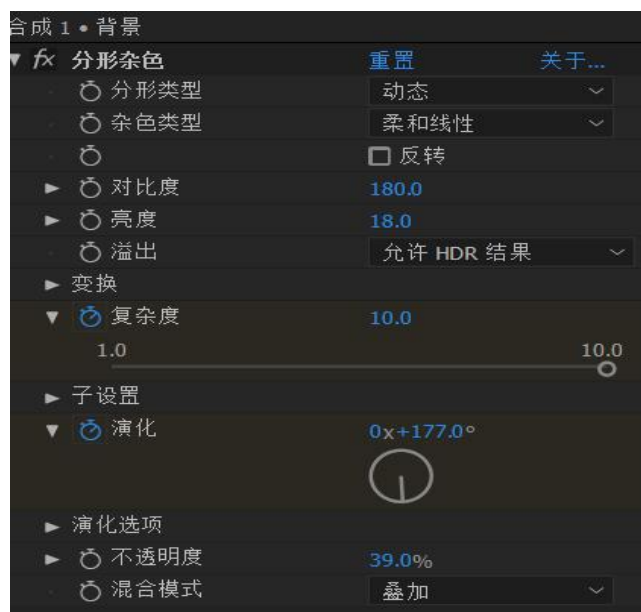 合成 1 • 背景
fx 分形杂色 重置 关于...
分形类型 动态
杂色类型 柔和线性
反转
对比度 180.0
亮度 18.0
溢出 允许 HDR 结果
变换
复杂度 10.0
1.0 10.0
子设置
演化 0x+177.0°
演化选项
不透明度 39.0%
混合模式 叠加